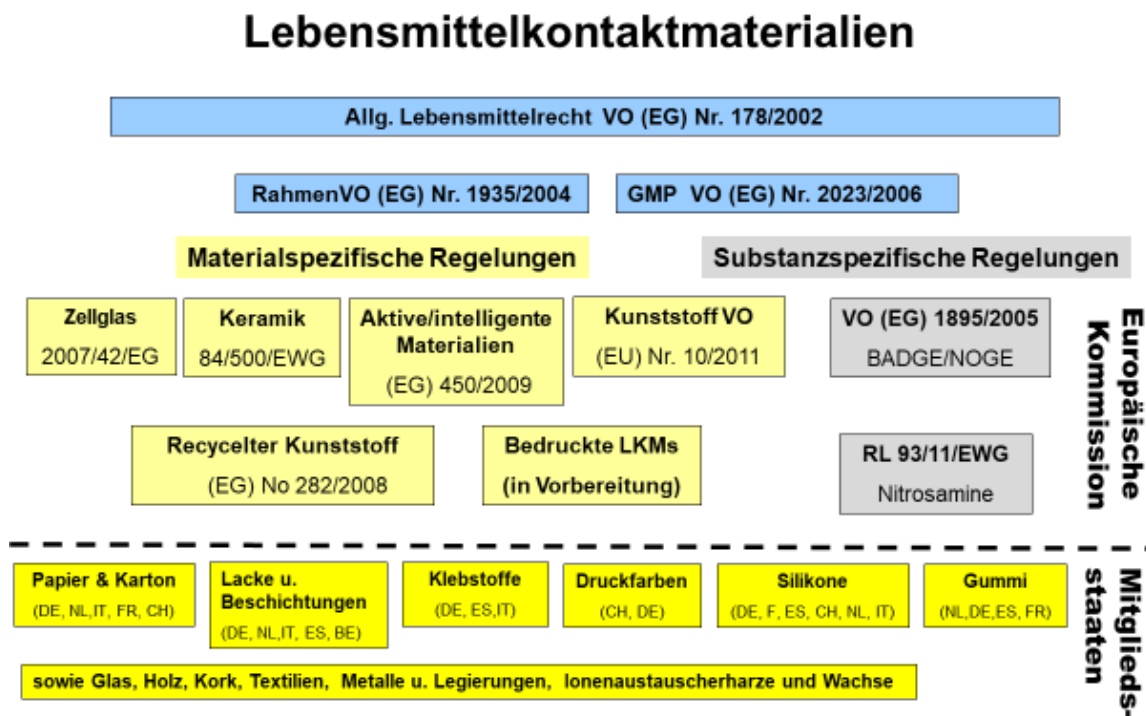 Lebensmittelkontaktmaterialien
Allg. Lebensmittelrecht VO (EG) Nr. 178/2002
RahmenVO (EG) Nr. 1935/2004
GMP VO (EG) Nr. 2023/2006
Materialspezifische Regelungen
Substanzspezifische Regelungen
Zellglas
2007/42/EG
Keramik
84/500/EWG
Aktive/intelligente
Materialien
(EG) 450/2009
Kunststoff VO
(EU) Nr. 10/2011
VO (EG) 1895/2005
BADGE/NOGE
Recycelter Kunststoff
(EG) No 282/2008
Bedruckte LKMs
(in Vorbereitung)
RL 93/11/EWG
Nitrosamine
Europäische
Kommission
Papier & Karton
(DE, NL,IT, FR, CH)
Lacke u.
Beschichtungen
(DE, NL,IT, ES, BE)
Klebstoffe
(DE, ES,IT)
Druckfarben
(CH, DE)
Silikone
(DE, F, ES, CH, NL, IT)
Gummi
(NL,DE,ES, FR)
sowie Glas, Holz, Kork, Textilien, Metalle u. Legierungen, Ionenaustauscherharze und Wachse
Mitglieds-
staaten